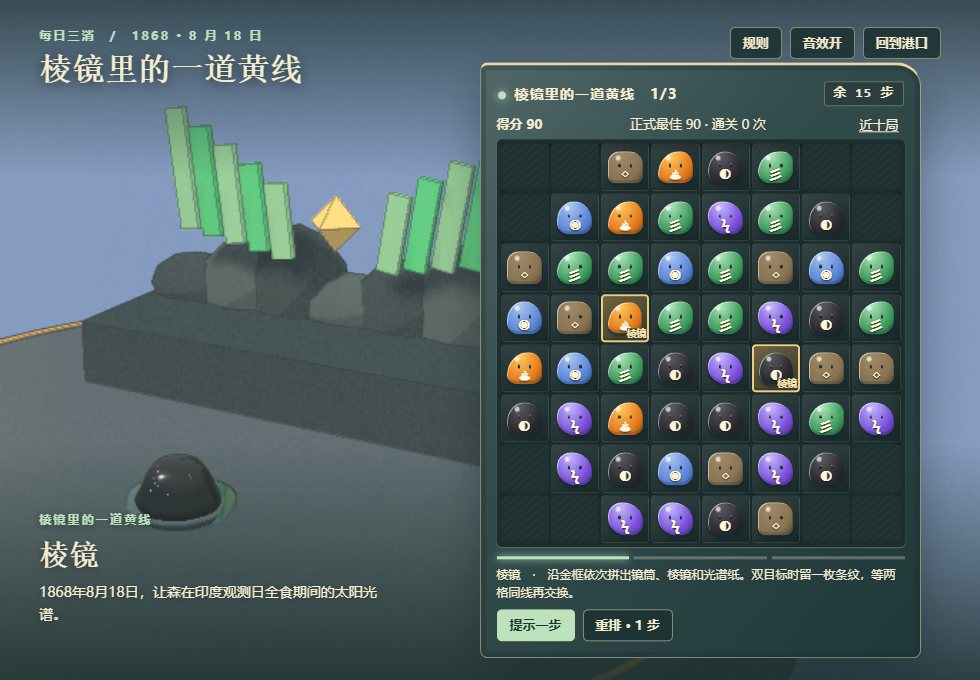 每日三消 / 1868・8 月 18 日
棱镜里的一道黄线
规则
音效开
回到港口
棱镜里的一道黄线 1/3
余 15 步
得分 90
正式最佳 90 · 通关 0 次
近十局
棱镜
棱镜
棱镜里的一道黄线
棱镜
1868年8月18日，让森在印度观测日全食期间的太阳光
谱。
棱镜 · 沿金框依次拼出镜筒、棱镜和光谱纸。双目标时留一枚条纹，等两
格同线再交换。
提示一步
重排 • 1 步